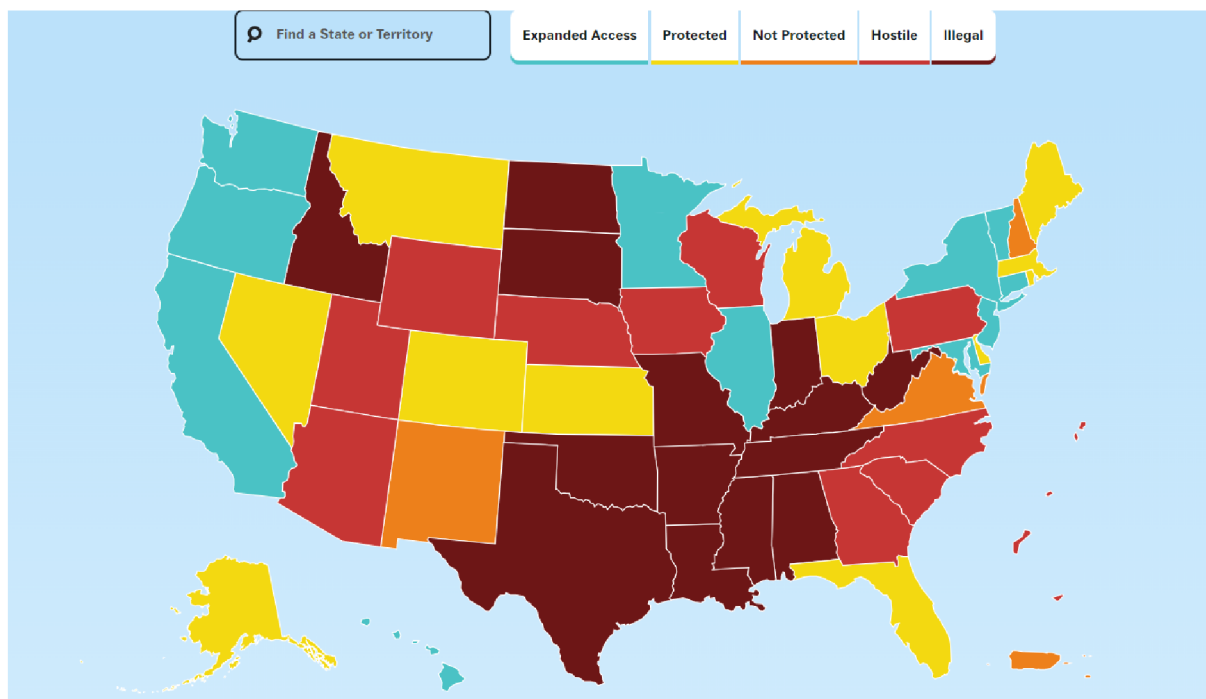 Find a State or Territory
Expanded Access
Protected
Not Protected
Hostile
Illegal